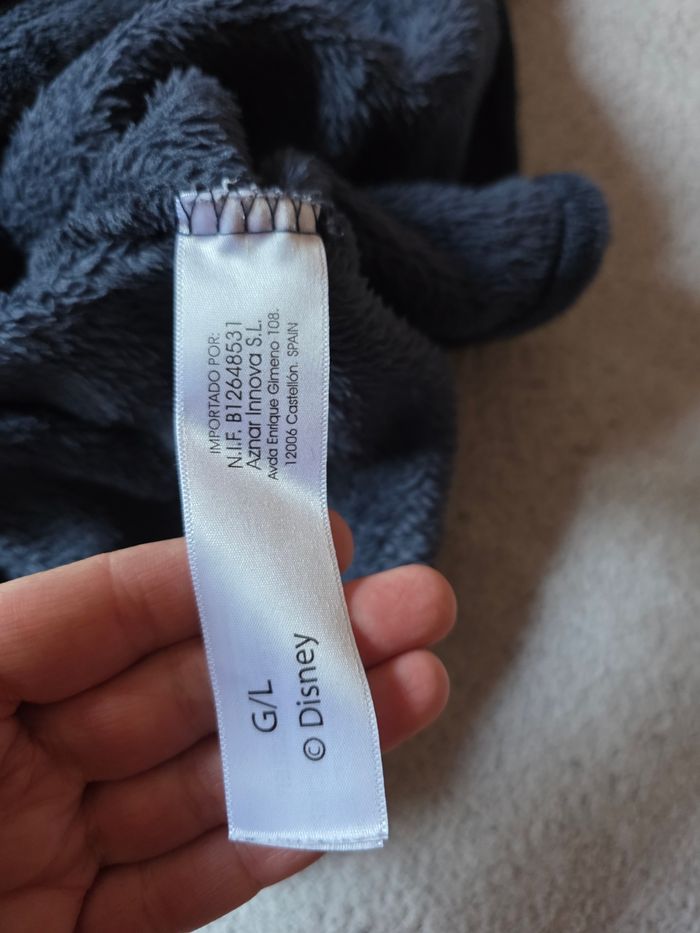 IMPORTADO POR:
N.I.F. B12648531
Aznar Innova S.L.
Avda Enrique Gimeno 108.
12006 Castellón. SPAIN
G/L
© Disney